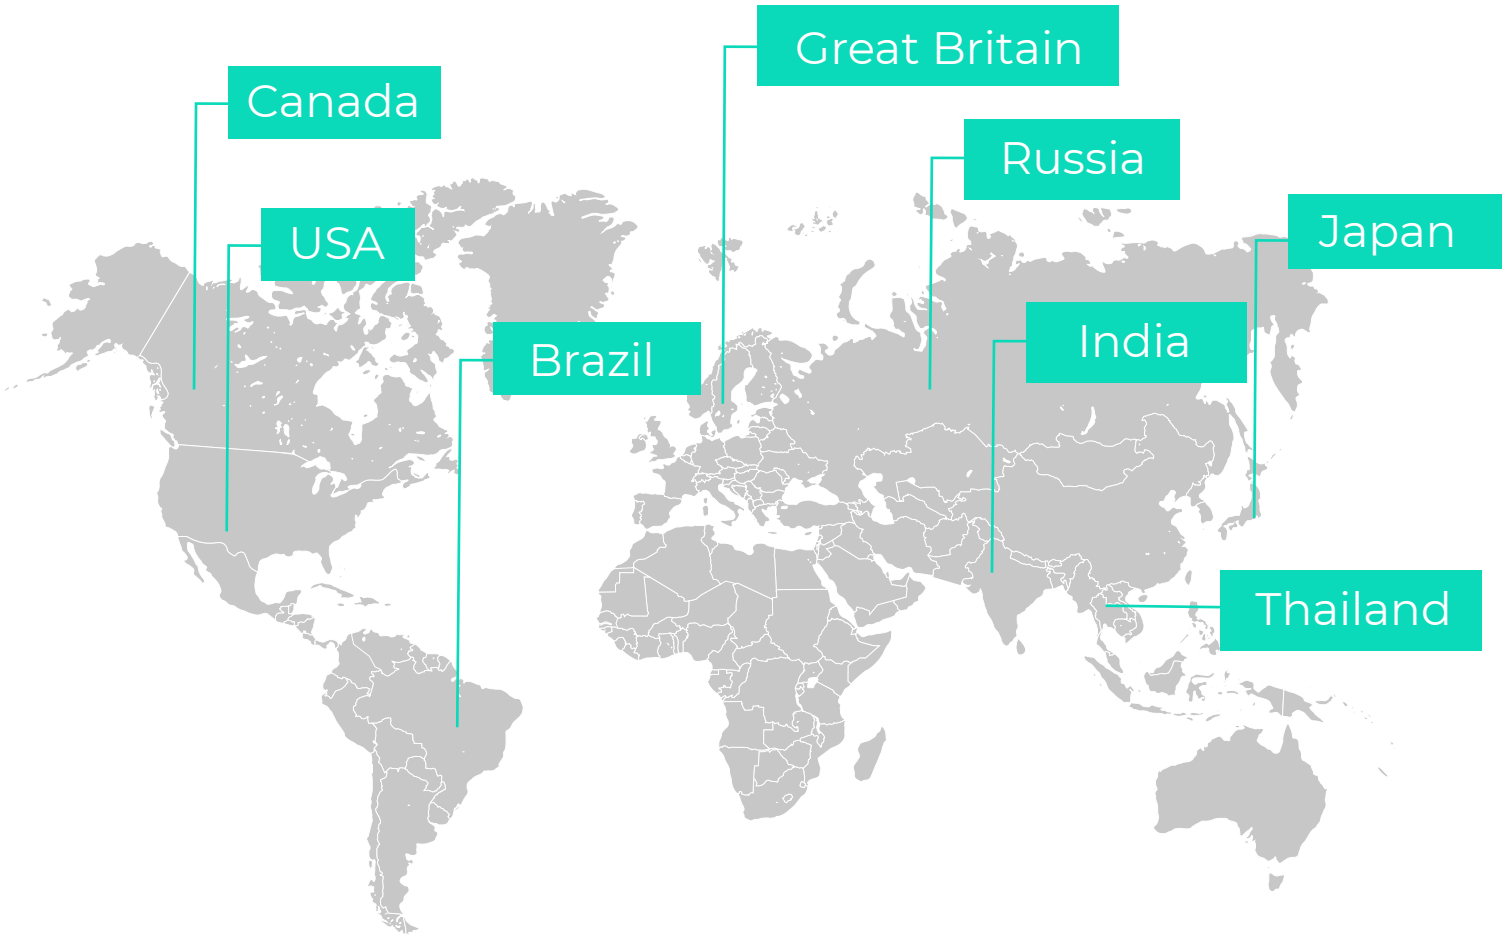 Great Britain
Canada
Russia
Japan
USA
India
Brazil
Thailand